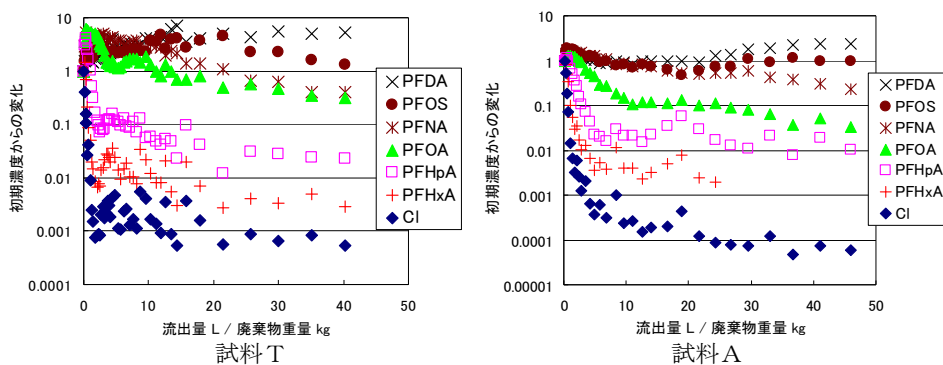 初期濃度からの変化
10
1
0.1
0.01
0.001
0.0001
0 10 20 30 40 50
流出量 L / 廃棄物重量 kg
試料T
PFDA
PFOS
PFNA
PFOA
PFHpA
PFHxA
Cl
初期濃度からの変化
10
1
0.1
0.01
0.001
0.0001
0.00001
0 10 20 30 40 50
流出量 L / 廃棄物重量 kg
試料A
PFDA
PFOS
PFNA
PFOA
PFHpA
PFHxA
Cl